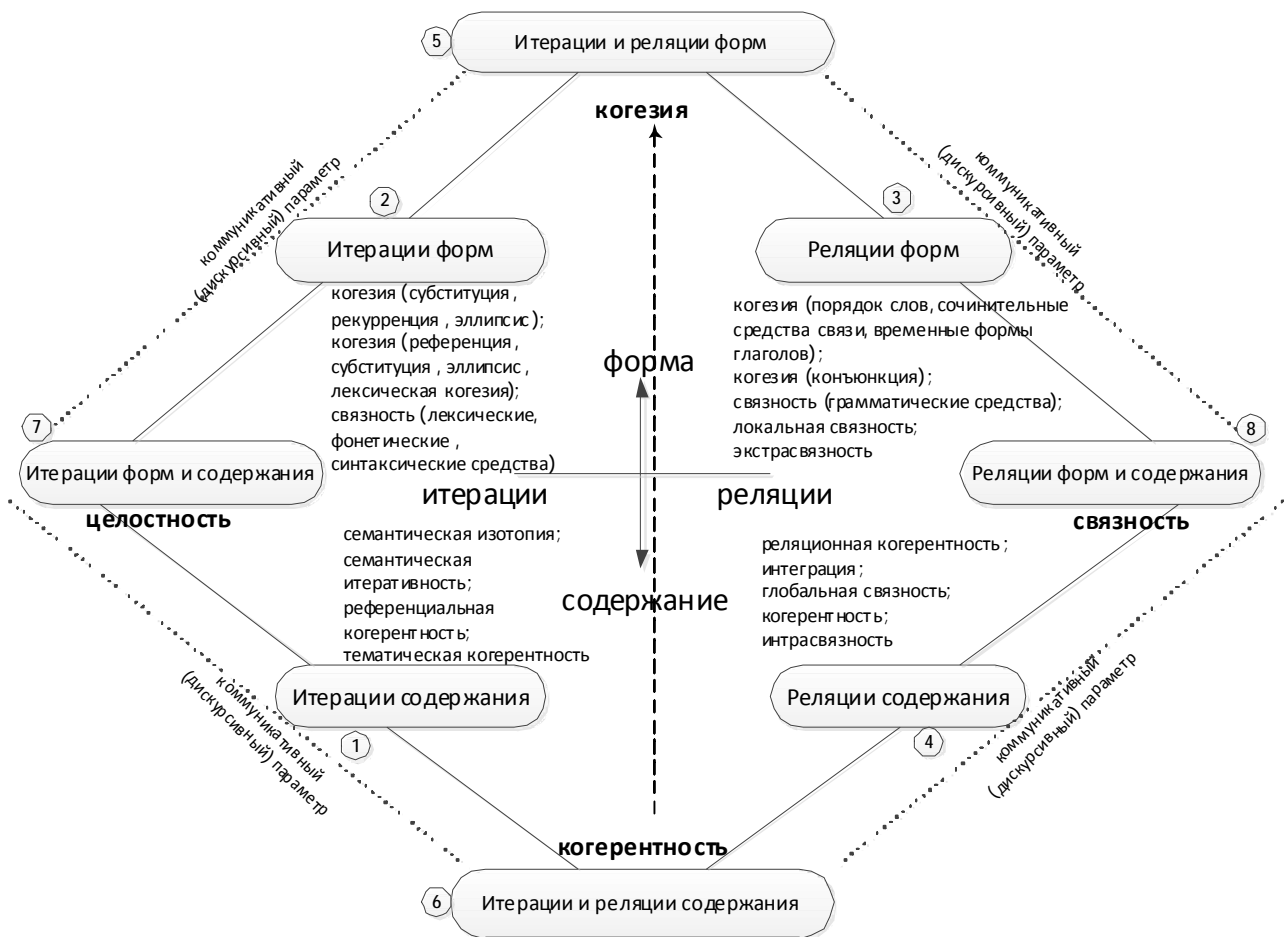 5
Итерации и реляции форм
когезия
коммуникативный
(дискурсивный) параметр
коммуникативный
(дискурсивный) параметр
2
Итерации форм
3
Реляции форм
когезия (субституция,
рекурренция, эллипсис);
когезия (референция,
субституция, эллипсис,
лексическая когезия);
связность (лексические,
фонетические,
синтаксические средства)
когезия (порядок слов, сочинительные
средства связи, временные формы
глаголов);
когезия (конъюнкция);
связность (грамматические средства);
локальная связность;
экстрасвязность
форма
7
Итерации форм и содержания
целостность
8
Реляции форм и содержания
связность
итерации
реляции
семантическая изотопия;
семантическая
итеративность;
референциальная
когерентность;
тематическая когерентность
содержание
реляционная когерентность;
интеграция;
глобальная связность;
когерентность;
интрасвязность
Итерации содержания
1
Реляции содержания
4
коммуникативный
(дискурсивный) параметр
коммуникативный
(дискурсивный) параметр
когерентность
6
Итерации и реляции содержания